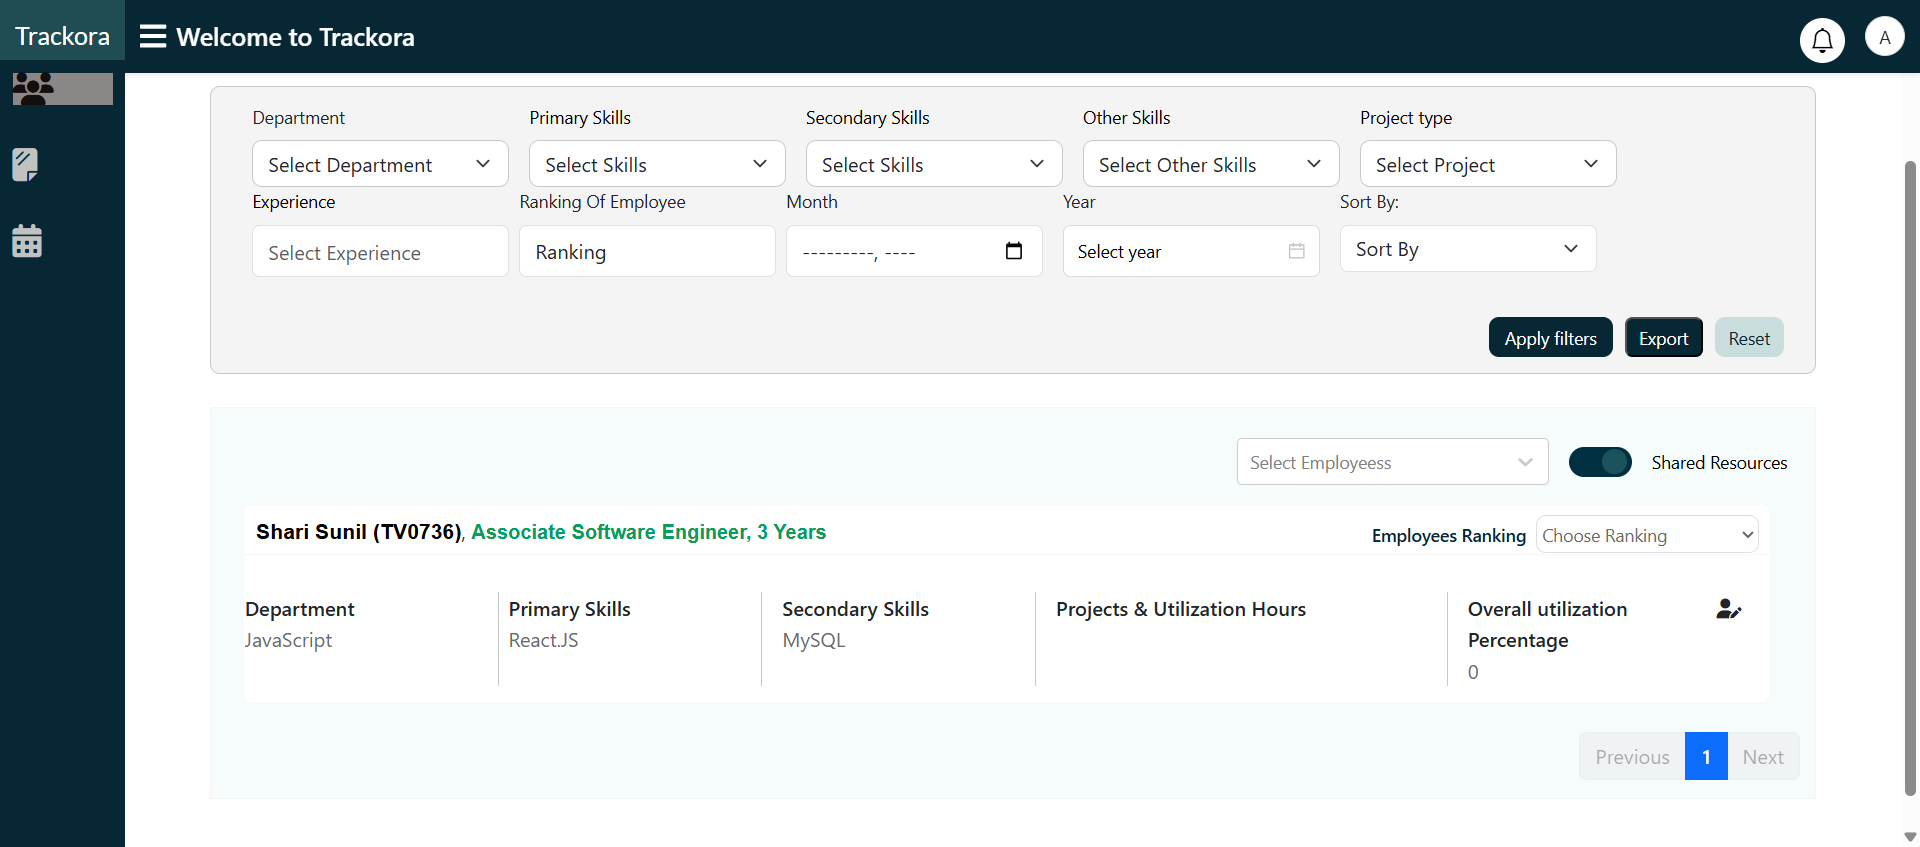 Trackora
Welcome to Trackora
A
Department Primary Skills Secondary Skills Other Skills Project type
Select Department Select Skills Select Skills Select Other Skills Select Project
Experience Ranking Of Employee Month Year Sort By:
Select Experience Ranking ---------, ---- Select year Sort By
Apply filters Export Reset
Select Employeess Shared Resources
Shari Sunil (TV0736), Associate Software Engineer, 3 Years
Employees Ranking Choose Ranking
Department Primary Skills Secondary Skills Projects & Utilization Hours Overall utilization
JavaScript React.JS MySQL Percentage
0
Previous 1 Next